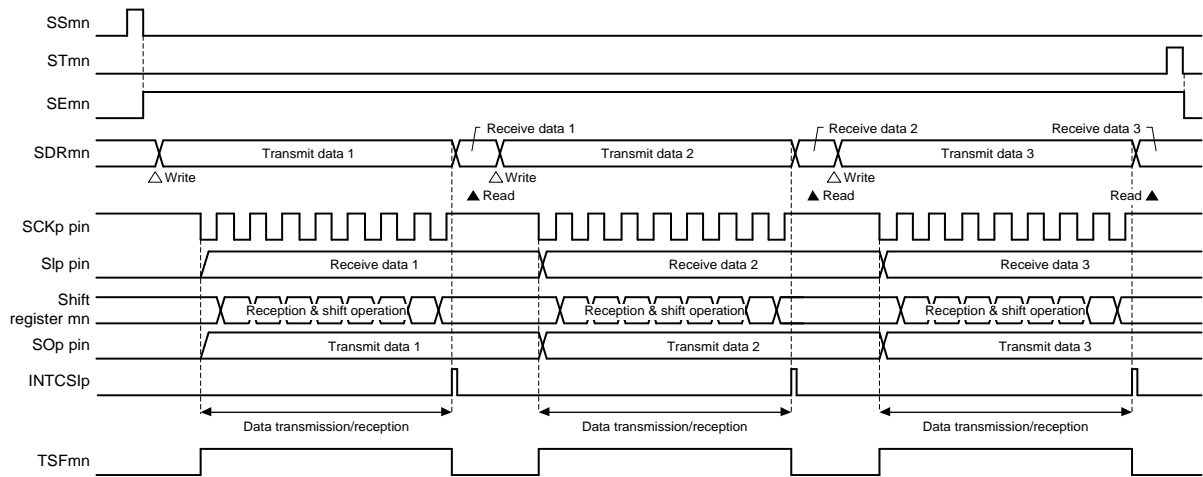 SSmn
STmn
SEmn
Receive data 1
Receive data 2
Receive data 3
SDRmn
Transmit data 1
Transmit data 2
Transmit data 3
△ Write
△ Write
△ Write
▲ Read
▲ Read
Read ▲
SCKp pin
SIp pin
Receive data 1
Receive data 2
Receive data 3
Shift
register mn
Reception & shift operation
Reception & shift operation
Reception & shift operation
SOp pin
Transmit data 1
Transmit data 2
Transmit data 3
INTCSIp
Data transmission/reception
Data transmission/reception
Data transmission/reception
TSFmn